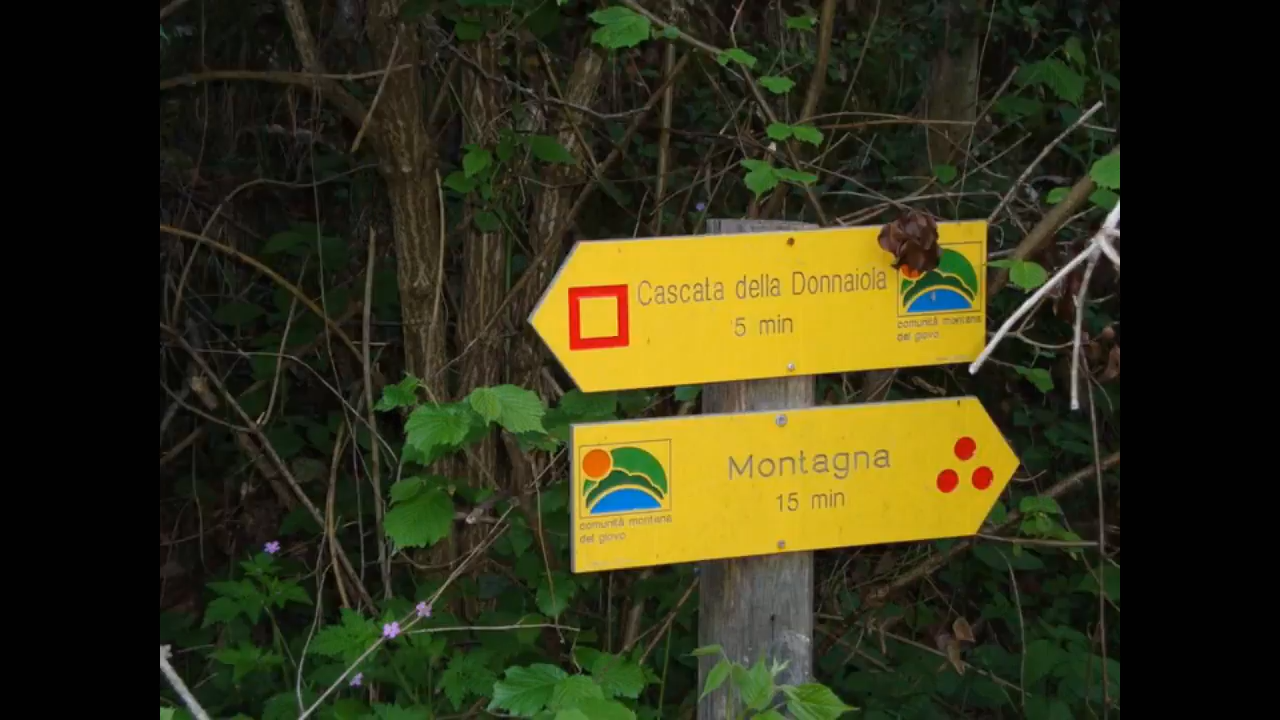 Cascata della Donnaiola
5 min
comunità montana
del giovo
Montagna
15 min
comunità montana
del giovo